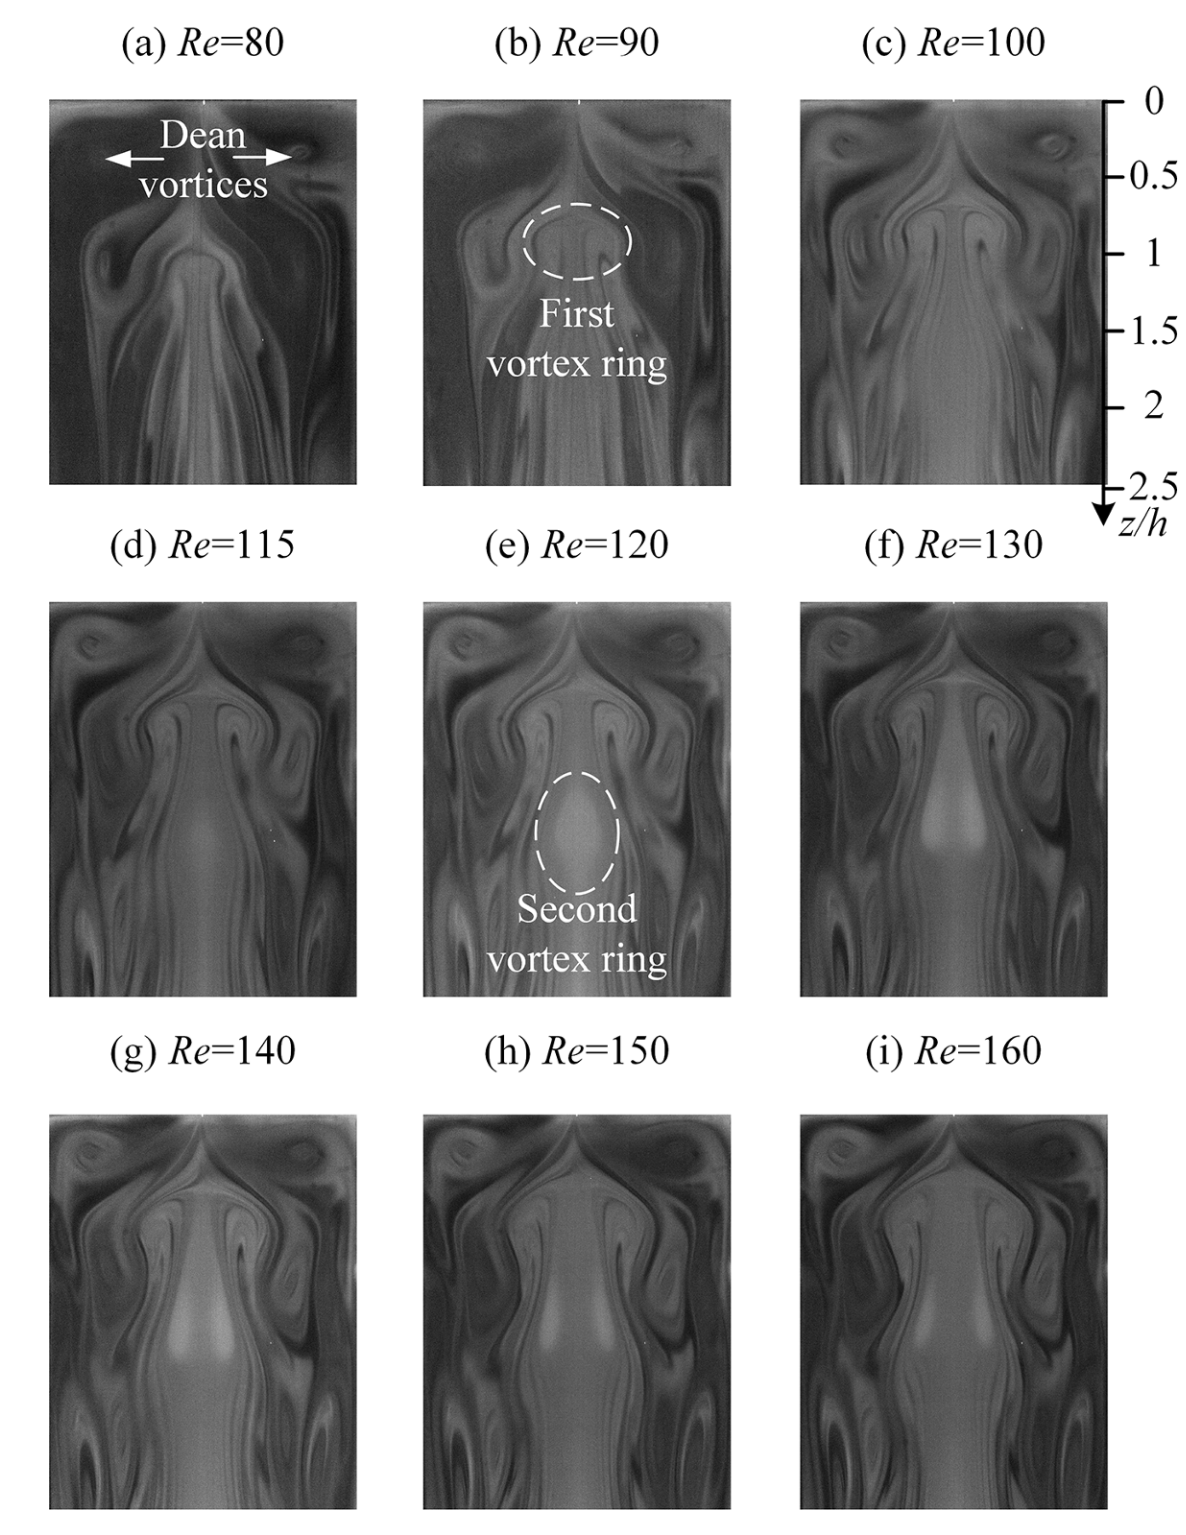 (a) Re=80
(b) Re=90
(c) Re=100
Dean
vortices
First
vortex ring
0
0.5
1
1.5
2
2.5
z/h
(d) Re=115
(e) Re=120
(f) Re=130
Second
vortex ring
(g) Re=140
(h) Re=150
(i) Re=160